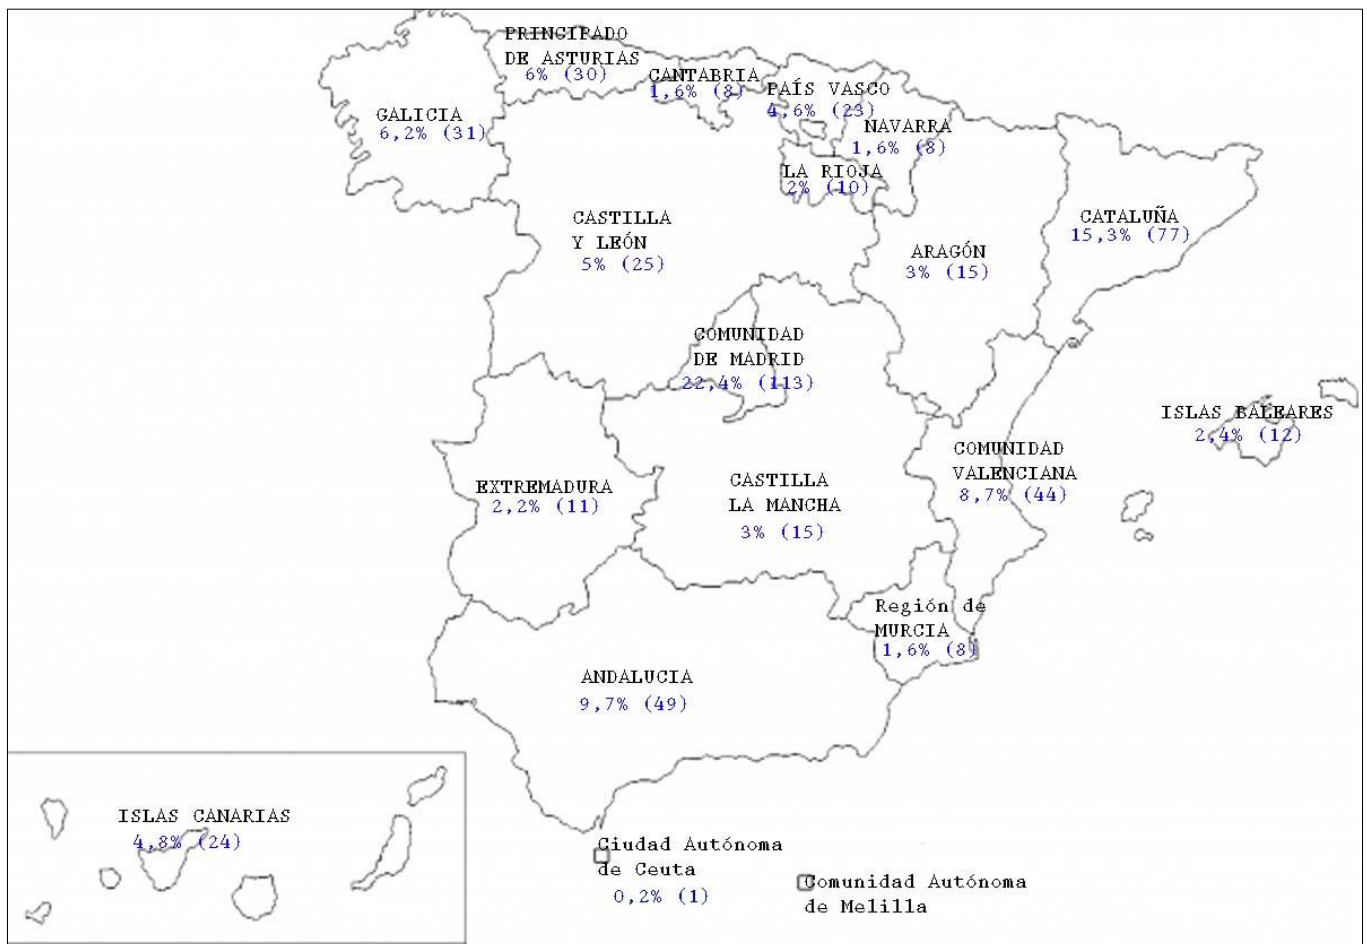 PRINCIPADO
DE ASTURIAS
6% (30)
CANTABRIA
1,6% (8)
PAÍS VASCO
4,6% (23)
GALICIA
6,2% (31)
NAVARRA
1,6% (8)
LA RIOJA
2% (10)
CASTILLA
Y LEÓN
5% (25)
ARAGÓN
3% (15)
CATALUÑA
15,3% (77)
COMUNIDAD
DE MADRID
22,4% (113)
ISLAS BALEARES
2,4% (12)
EXTREMADURA
2,2% (11)
CASTILLA
LA MANCHA
3% (15)
COMUNIDAD
VALENCIANA
8,7% (44)
Región de
MURCIA
1,6% (8)
ANDALUCIA
9,7% (49)
ISLAS CANARIAS
4,8% (24)
Ciudad Autónoma
de Ceuta
0,2% (1)
Comunidad Autónoma
de Melilla